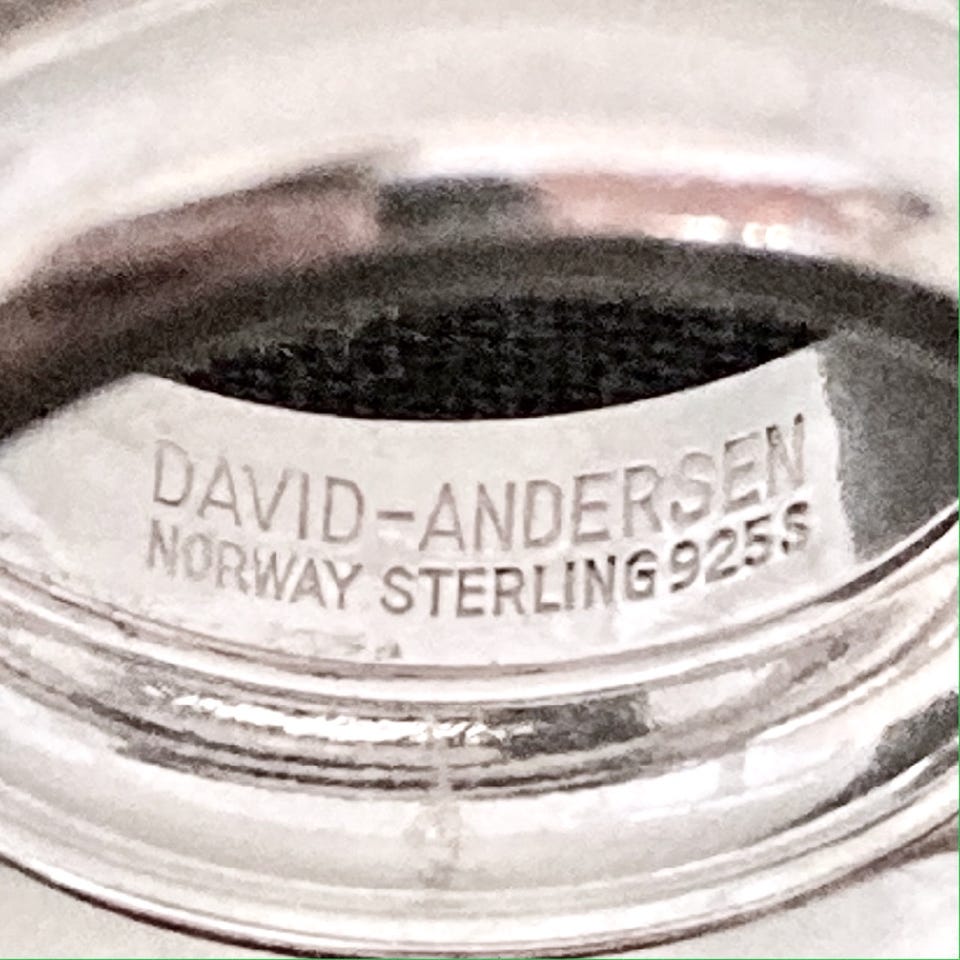 DAVID-ANDERSEN
NORWAY STERLING 925S